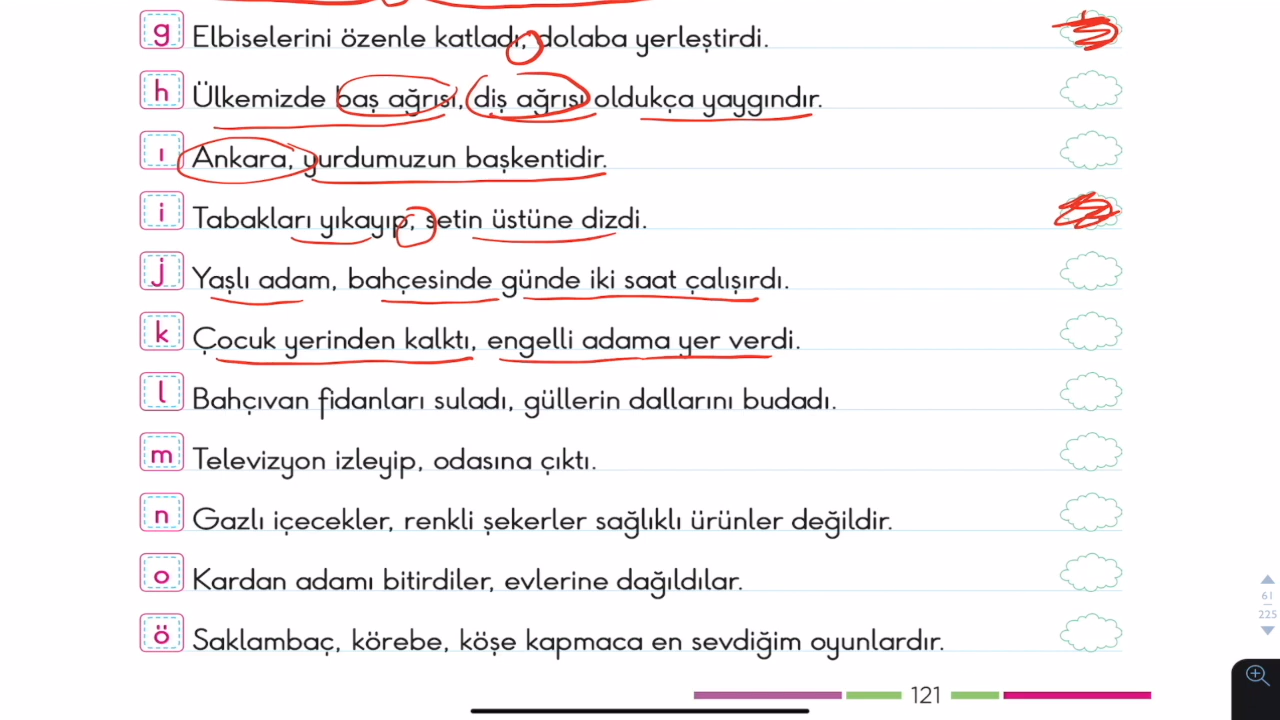 g Elbiselerini özenle katladı, dolaba yerleştirdi.
h Ülkemizde baş ağrısı, diş ağrısı oldukça yaygındır.
ı Ankara, yurdumuzun başkentidir.
i Tabakları yıkayıp, setin üstüne dizdi.
j Yaşlı adam, bahçesinde günde iki saat çalışırdı.
k Çocuk yerinden kalktı, engelli adama yer verdi.
l Bahçıvan fidanları suladı, güllerin dallarını budadı.
m Televizyon izleyip, odasına çıktı.
n Gazlı içecekler, renkli şekerler sağlıklı ürünler değildir.
o Kardan adamı bitirdiler, evlerine dağıldılar.
ö Saklambaç, körebe, köşe kapmaca en sevdiğim oyunlardır.
61
225
121